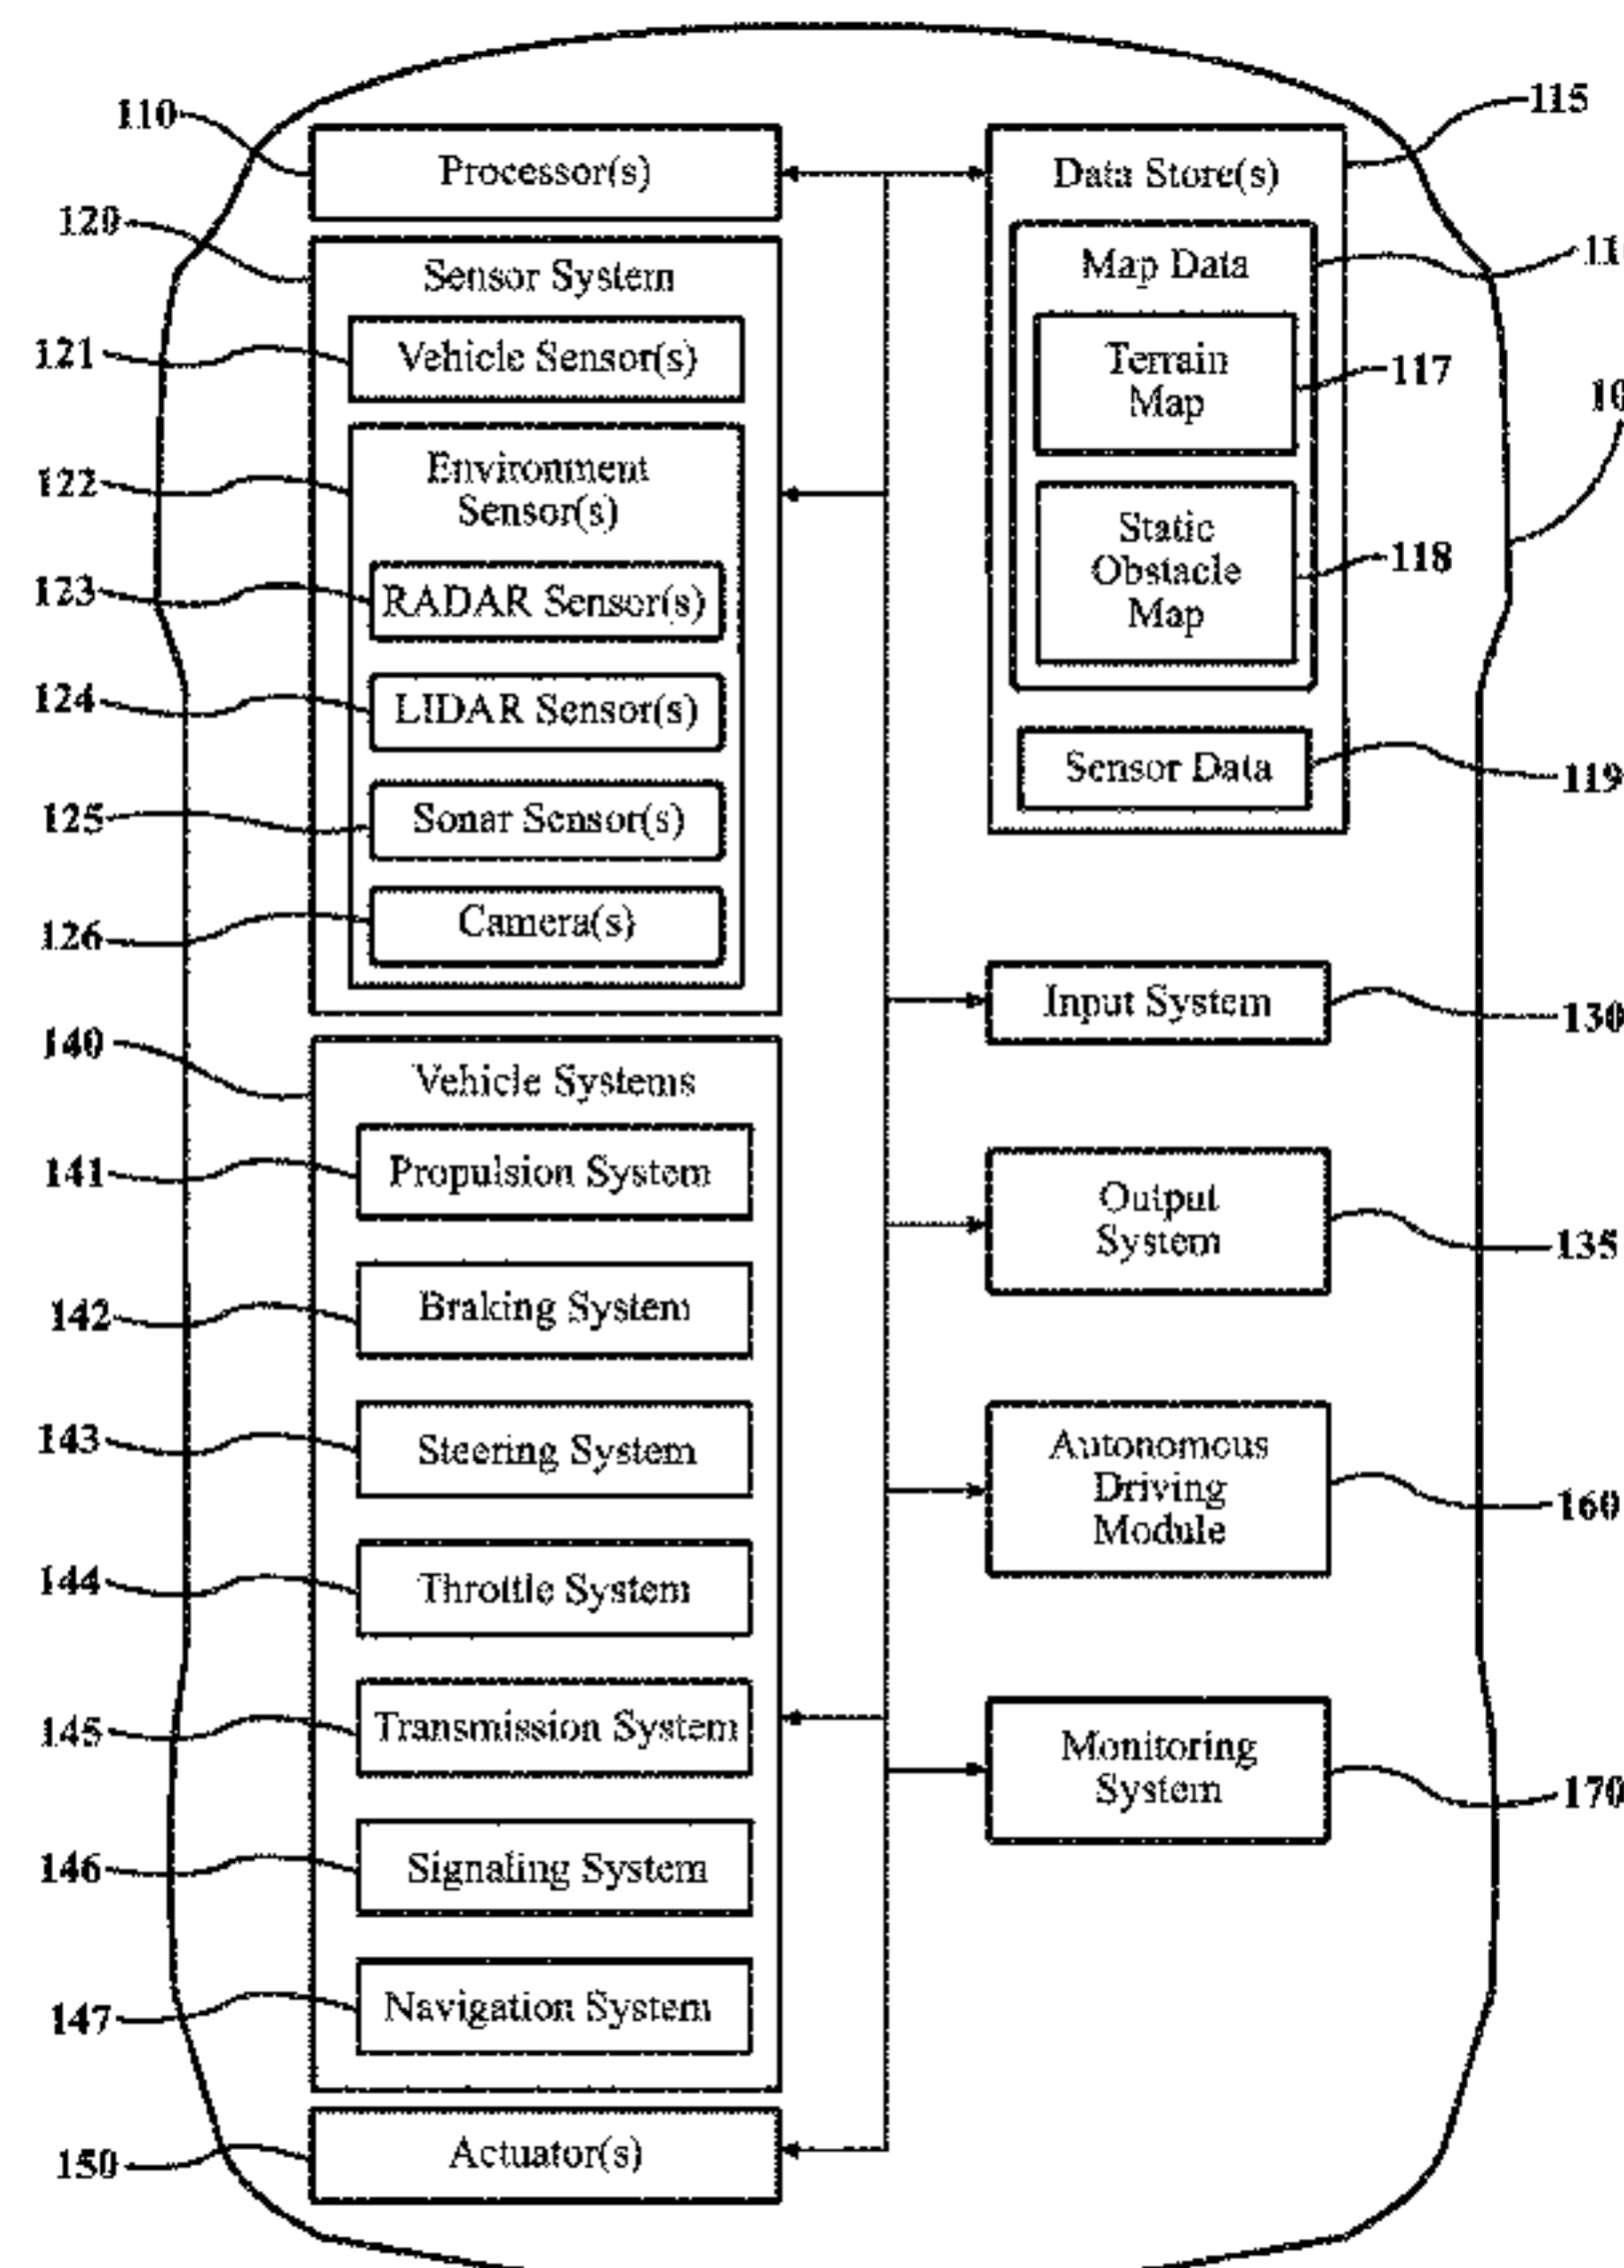 110
Processor(s)
120
Sensor System
121
Vehicle Sensor(s)
122
Environment
Sensor(s)
123
RADAR Sensor(s)
124
LIDAR Sensor(s)
125
Sonar Sensor(s)
126
Camera(s)
140
Vehicle Systems
141
Propulsion System
142
Braking System
143
Steering System
144
Throttle System
145
Transmission System
146
Signaling System
147
Navigation System
150
Actuator(s)
115
Data Store(s)
Map Data
11
Terrain
Map
117
10
Static
Obstacle
Map
118
Sensor Data
119
Input System
130
Output
System
135
Autonomous
Driving
Module
160
Monitoring
System
170